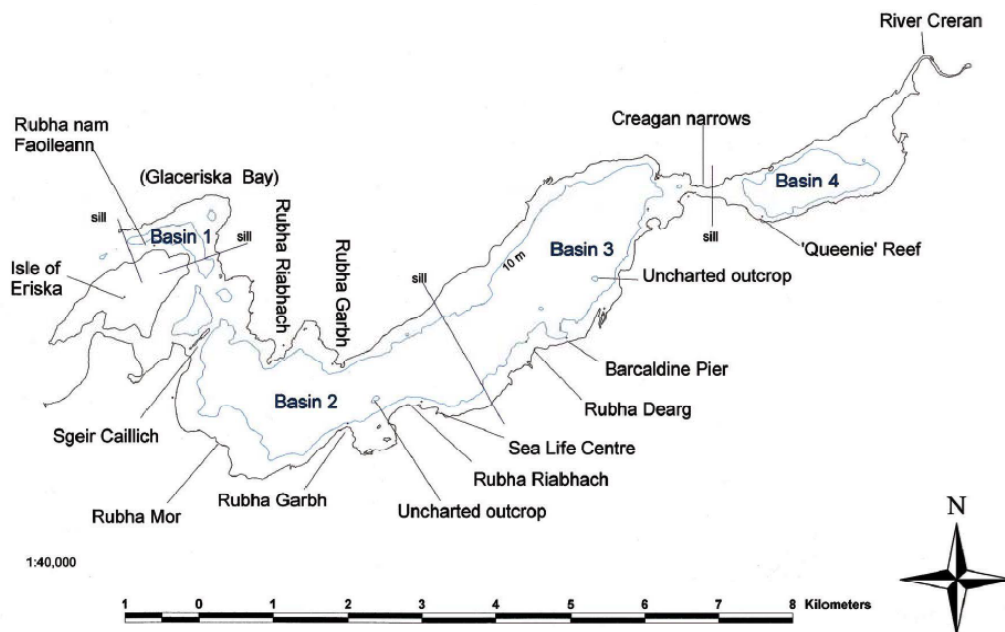 River Creran
Creagan narrows
Rubha nam
Faoileann
(Glaceriska Bay)
sill
Basin 1
sill
Isle of
Eriska
Rubha Riabhach
Rubha Garbh
Basin 3
10 m
sill
Basin 4
sill
'Queenie' Reef
Uncharted outcrop
Barcaldine Pier
Rubha Dearg
Basin 2
Sgeir Caillich
Sea Life Centre
Rubha Riabhach
Rubha Garbh
Uncharted outcrop
Rubha Mor
N
1:40,000
1 0 1 2 3 4 5 6 7 8 Kilometers